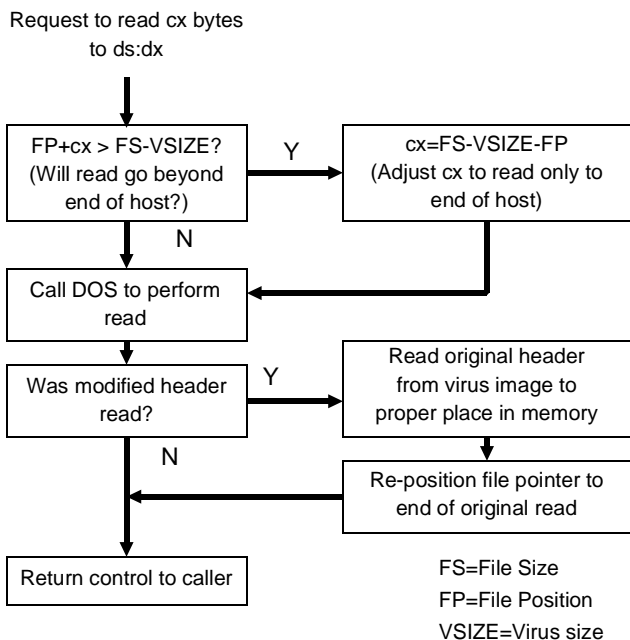 Request to read cx bytes
to ds:dx
FP+cx > FS-VSIZE?
(Will read go beyond
end of host?)
Y
cx=FS-VSIZE-FP
(Adjust cx to read only to
end of host)
N
Call DOS to perform
read
Was modified header
read?
Y
Read original header
from virus image to
proper place in memory
N
Re-position file pointer to
end of original read
Return control to caller
FS=File Size
FP=File Position
VSIZE=Virus size